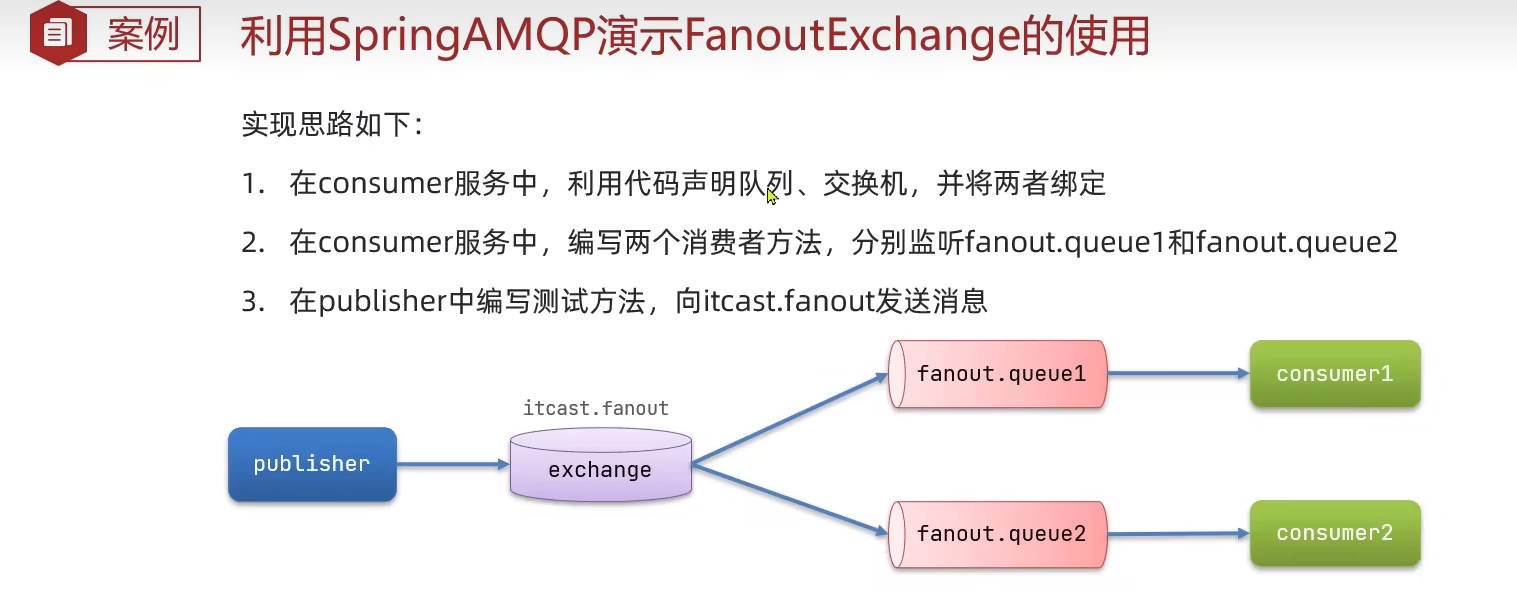 案例
利用SpringAMQP演示FanoutExchange的使用
实现思路如下：
1. 在consumer服务中，利用代码声明队列、交换机，并将两者绑定
2. 在consumer服务中，编写两个消费者方法，分别监听fanout.queue1和fanout.queue2
3. 在publisher中编写测试方法，向itcast.fanout发送消息
publisher
itcast.fanout
exchange
fanout.queue1
consumer1
fanout.queue2
consumer2